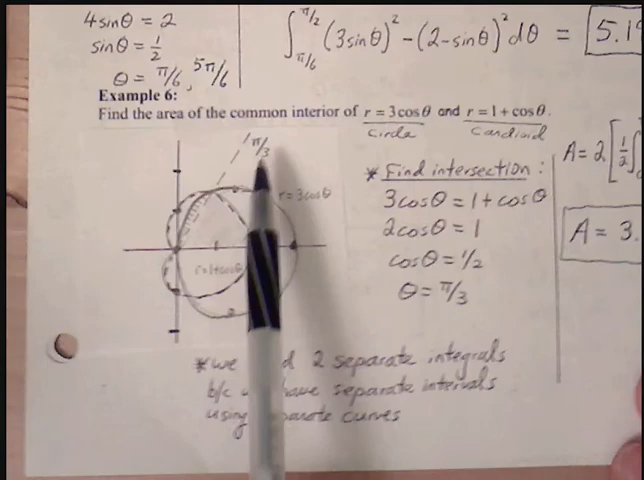 4sinθ = 2
sinθ = 1/2
θ = π/6, 5π/6
∫ π/2 π/6 (3sinθ)² - (2-sinθ)² dθ = 5.19
Example 6:
Find the area of the common interior of r = 3cosθ and r = 1 + cosθ.
Circle
Cardioid
π/3
r = 3cosθ
r = 1+cosθ
* Find intersection:
3cosθ = 1 + cosθ
2cosθ = 1
cosθ = 1/2
θ = π/3
A = 2[1/2 ∫
A = 3.
* we 2 separate integrals
b/c have separate intervals
using separate curves